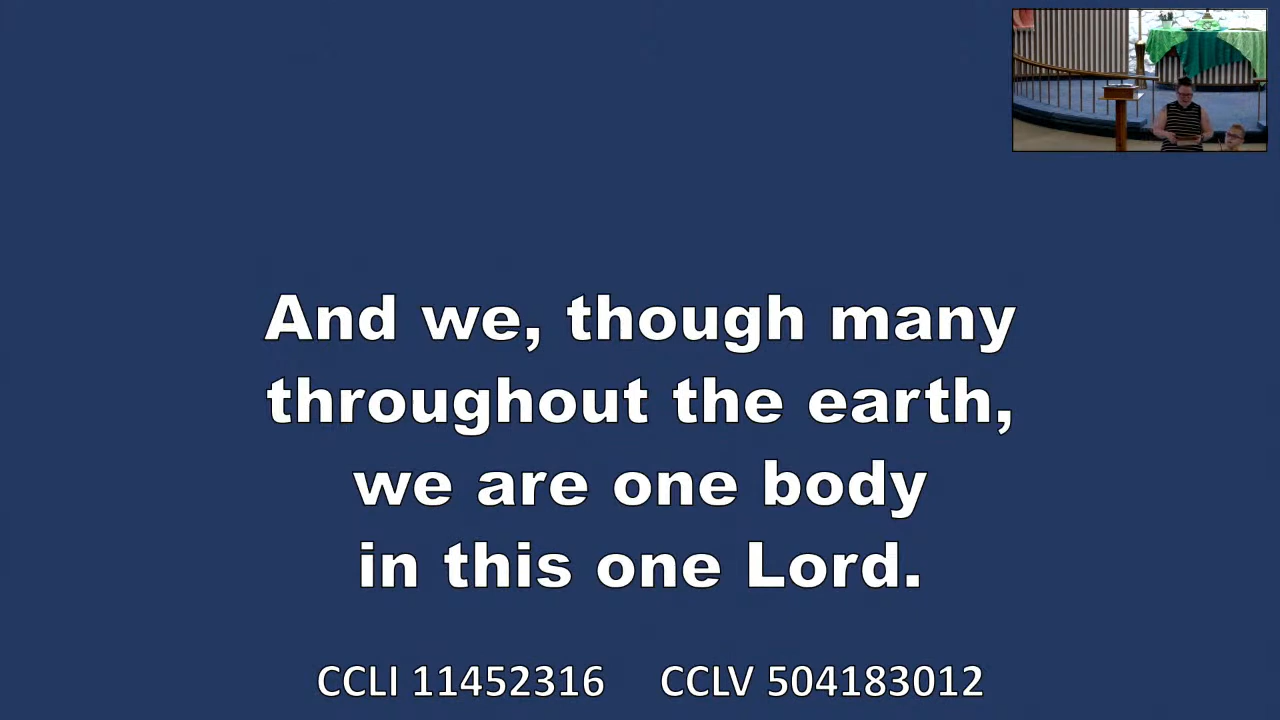 And we, though many
throughout the earth,
we are one body
in this one Lord.
CCLI 11452316 CCLV 504183012